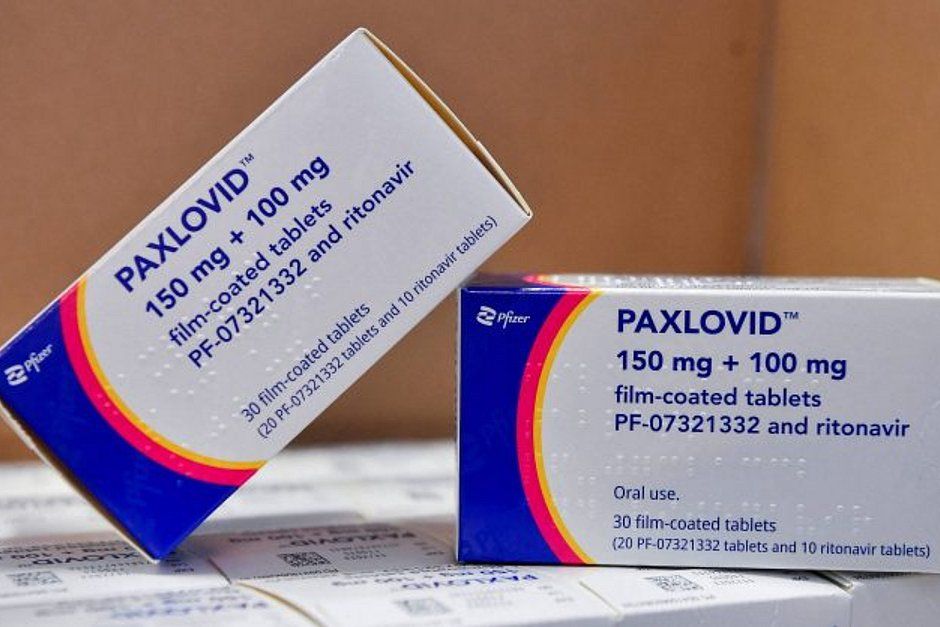 PAXLOVID™
150 mg + 100 mg
film-coated tablets
PF-07321332 and ritonavir
30 film-coated tablets
(20 PF-07321332 tablets and 10 ritonavir tablets)
Pfizer
Pfizer
PAXLOVID™
150 mg + 100 mg
film-coated tablets
PF-07321332 and ritonavir
Oral use.
30 film-coated tablets
(20 PF-07321332 tablets and 10 ritonavir tablets)
PAXLOVID
PAXLOVID